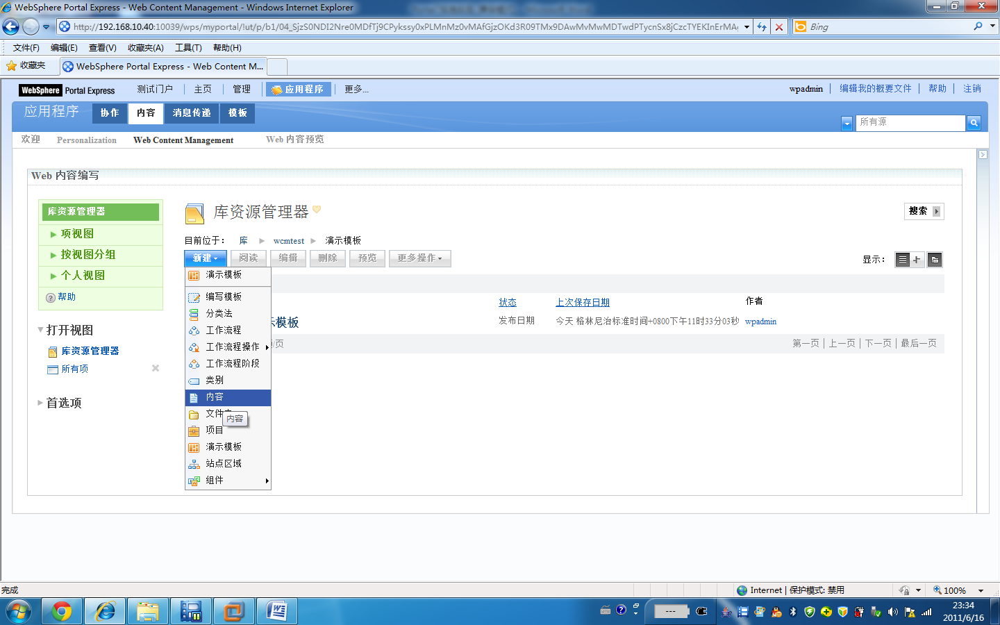 WebSphere Portal Express - Web Content Management - Windows Internet Explorer
http://192.168.10.40:10039/wps/myportal/!ut/p/b1/04_SjzS0NDI2Nre0MDfTj9CPykssy0xPLMnMz0vMAfGjzOKd3R09TMx9DAwMvMwMDTwdPTycnSx8jCzcTYEKInErMA
Bing
文件(F) 编辑(E) 查看(V) 收藏夹(A) 工具(T) 帮助(H)
收藏夹 WebSphere Portal Express - Web Content M...
WebSphere Portal Express 测试门户 主页 管理 应用程序 更多... wpadmin 编辑我的概要文件 帮助 注销
应用程序 协作 内容 消息传递 模板
所有源
欢迎 Personalization Web Content Management Web 内容预览
Web 内容编写
库资源管理器
项视图
按视图分组
个人视图
帮助
打开视图
库资源管理器
所有项
首选项
库资源管理器
搜索
目前位于: 库 wcmtest 演示模板
新建 阅读 编辑 删除 预览 更多操作 显示:
状态 上次保存日期 作者
示模板 发布日期 今天 格林尼治标准时间+0800下午11时33分03秒 wpadmin
/页 第一页 上一页 下一页 最后一页
演示模板
编写模板
分类法
工作流程
工作流程操作
工作流程阶段
类别
内容
文件夹
内容
项目
演示模板
站点区域
组件
完成 Internet | 保护模式: 禁用 100%
---
23:34
2011/6/16